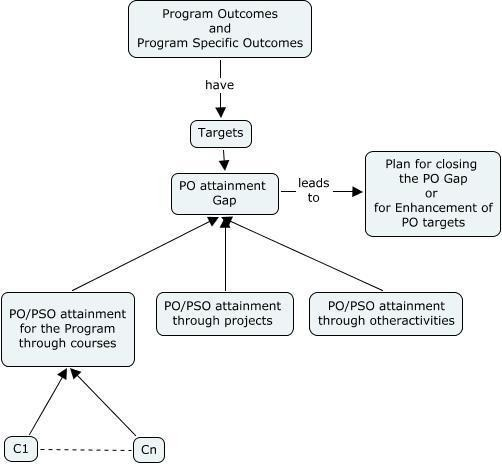 Program Outcomes
and
Program Specific Outcomes
have
Targets
PO attainment
Gap
leads
to
Plan for closing
the PO Gap
or
for Enhancement of
PO targets
PO/PSO attainment
for the Program
through courses
PO/PSO attainment
through projects
PO/PSO attainment
through otheractivities
C1
Cn